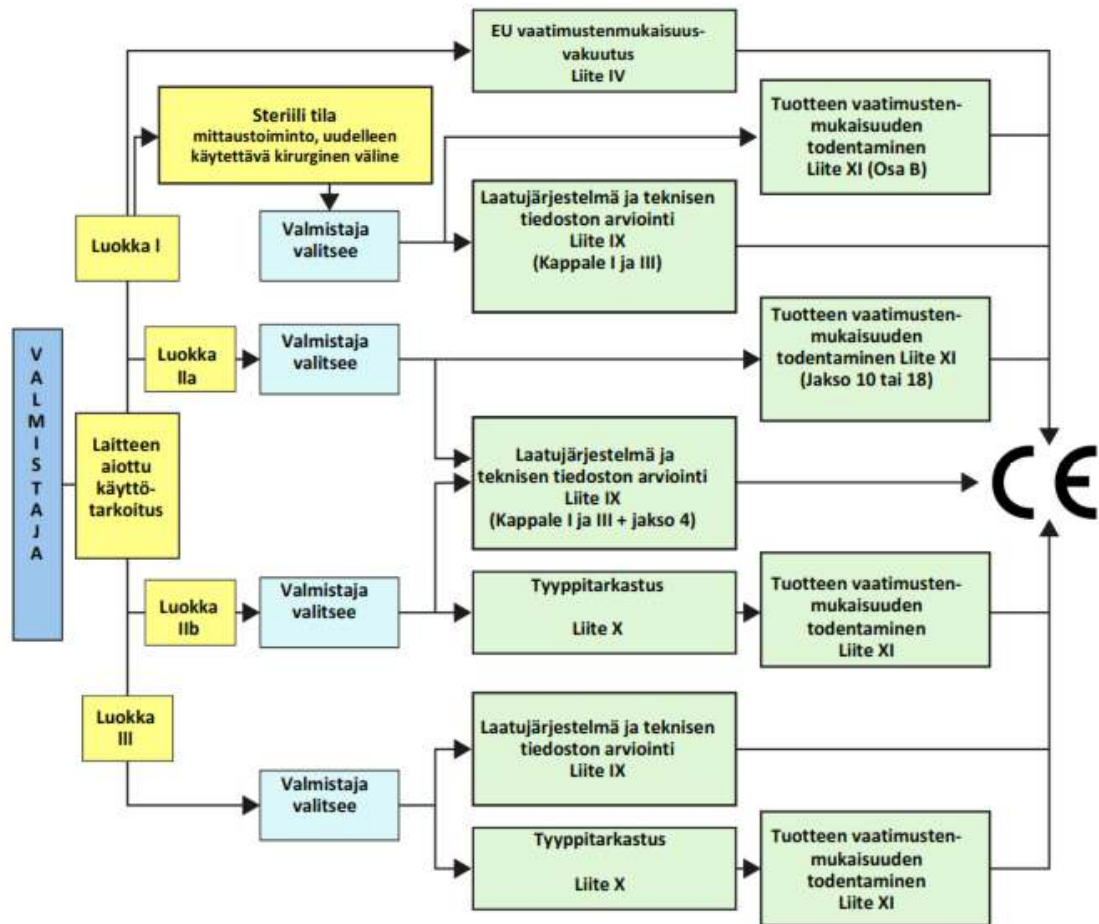 EU vaatimustenmukaisuus-
vakuutus
Liite IV
Steriili tila
mittaustoiminto, uudelleen
käytettävä kirurginen väline
Tuotteen vaatimusten-
mukaisuuden
todentaminen
Liite XI (Osa B)
Luokka I
Valmistaja
valitsee
Laatujärjestelmä ja teknisen
tiedoston arviointi
Liite IX
(Kappale I ja III)
VALMISTAJA
Luokka
IIa
Valmistaja
valitsee
Tuotteen vaatimusten-
mukaisuuden
todentaminen Liite XI
(Jakso 10 tai 18)
Laitteen
aiottu
käyttö-
tarkoitus
Laatujärjestelmä ja
teknisen tiedoston arviointi
Liite IX
(Kappale I ja III + jakso 4)
CE
Luokka
IIb
Valmistaja
valitsee
Tyyppitarkastus
Liite X
Tuotteen vaatimusten-
mukaisuuden
todentaminen
Liite XI
Luokka
III
Valmistaja
valitsee
Laatujärjestelmä ja teknisen
tiedoston arviointi
Liite IX
Tyyppitarkastus
Liite X
Tuotteen vaatimusten-
mukaisuuden
todentaminen
Liite XI